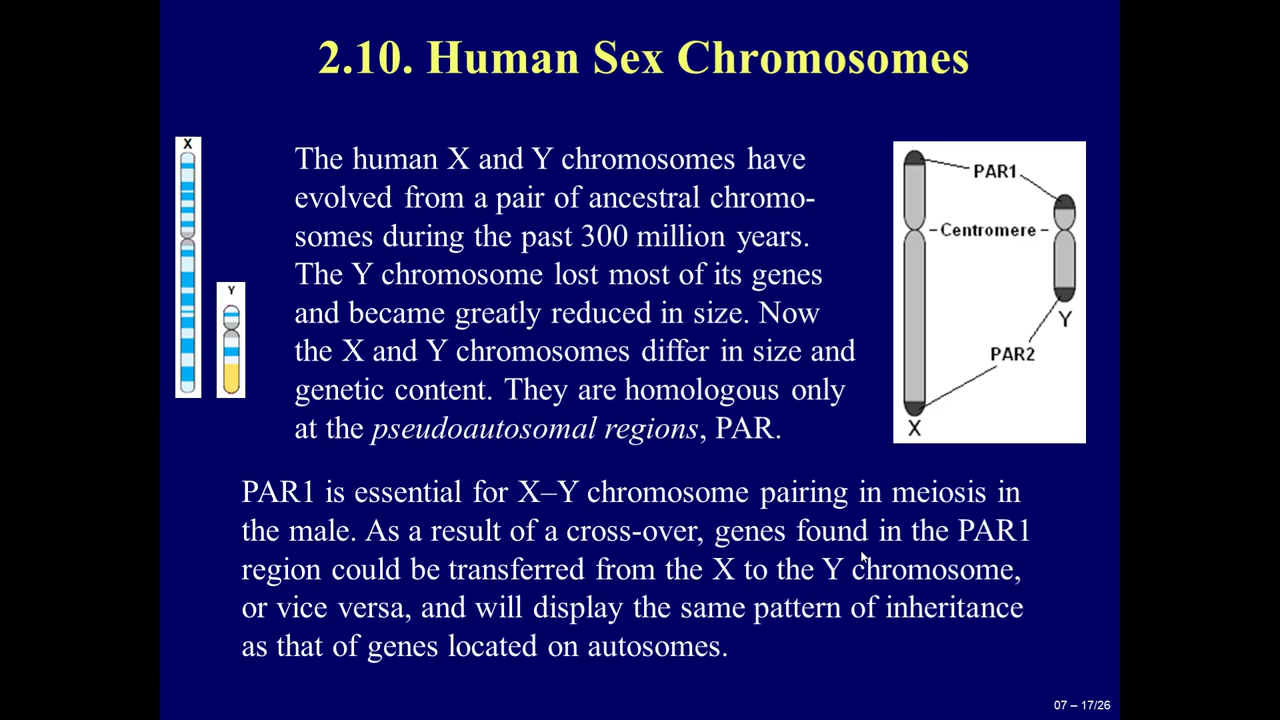 2.10. Human Sex Chromosomes
X
Y
The human X and Y chromosomes have
evolved from a pair of ancestral chromo-
somes during the past 300 million years.
The Y chromosome lost most of its genes
and became greatly reduced in size. Now
the X and Y chromosomes differ in size and
genetic content. They are homologous only
at the pseudoautosomal regions, PAR.
PAR1
Centromere
Y
PAR2
X
PAR1 is essential for X–Y chromosome pairing in meiosis in
the male. As a result of a cross-over, genes found in the PAR1
region could be transferred from the X to the Y chromosome,
or vice versa, and will display the same pattern of inheritance
as that of genes located on autosomes.
07 – 17/26